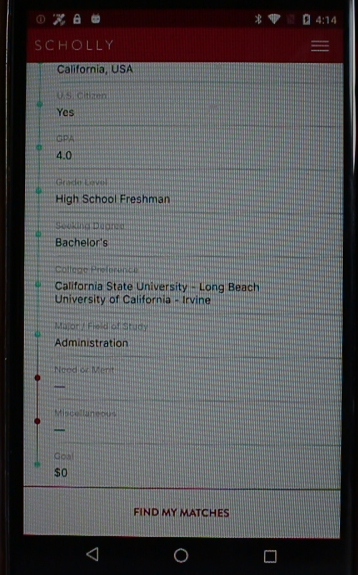 4:14
SCHOLLY
California, USA
U.S. Citizen
Yes
GPA
4.0
Grade Level
High School Freshman
Seeking Degree
Bachelor's
College Preference
California State University - Long Beach
University of California - Irvine
Major / Field of Study
Administration
Need or Merit
—
Miscellaneous
—
Goal
$0
FIND MY MATCHES